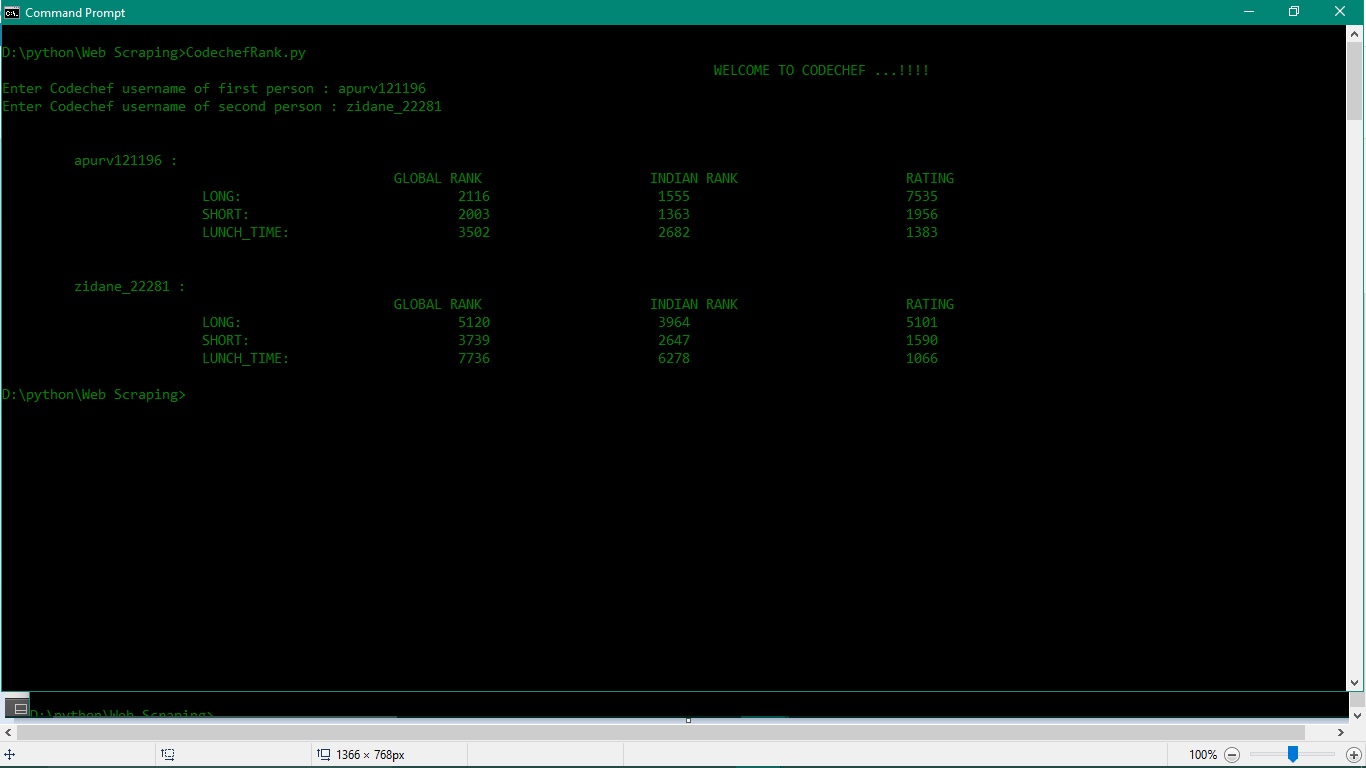 Command Prompt
D:\python\Web Scraping>CodechefRank.py
WELCOME TO CODECHEF ...!!!!
Enter Codechef username of first person : apurv121196
Enter Codechef username of second person : zidane_22281
apurv121196 :
GLOBAL RANK INDIAN RANK RATING
LONG: 2116 1555 7535
SHORT: 2003 1363 1956
LUNCH_TIME: 3502 2682 1383
zidane_22281 :
GLOBAL RANK INDIAN RANK RATING
LONG: 5120 3964 5101
SHORT: 3739 2647 1590
LUNCH_TIME: 7736 6278 1066
D:\python\Web Scraping>
D:\python\Web Scraping>
1366 × 768px 100%